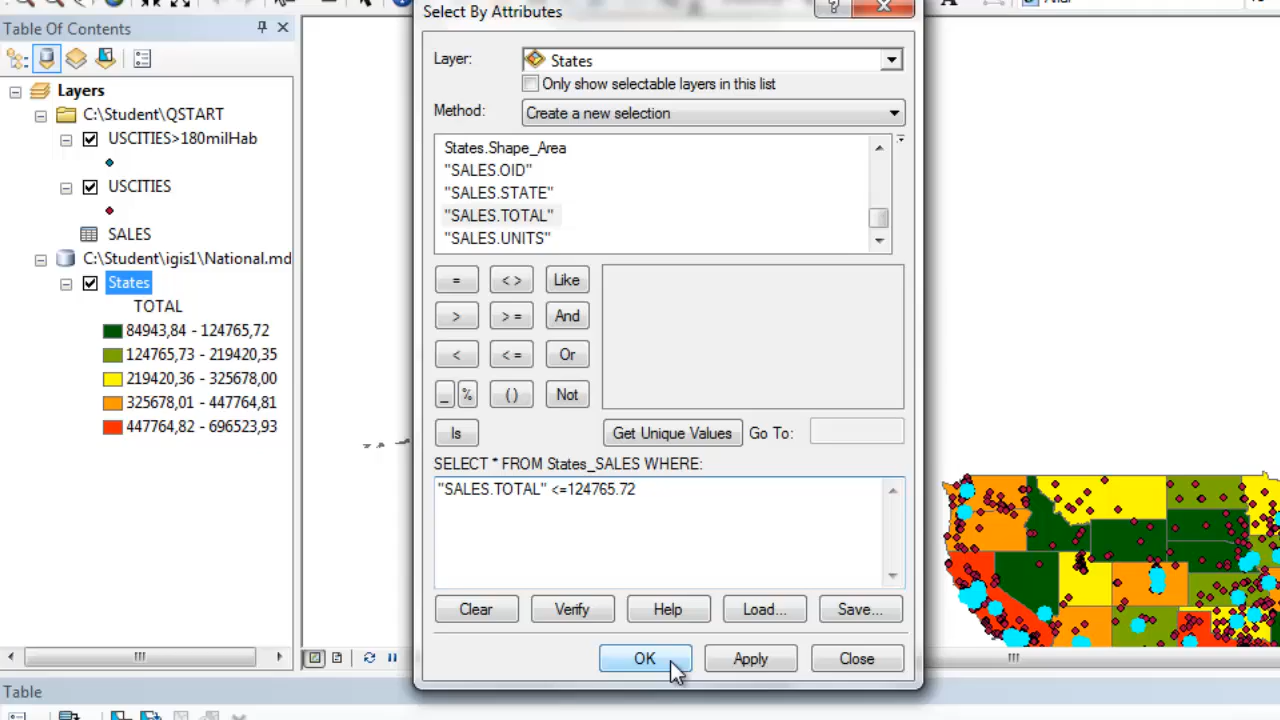 Table Of Contents
Layers
C:\Student\QSTART
USCITIES>180milHab
USCITIES
SALES
C:\Student\igis1\National.md
States
TOTAL
84943,84 - 124765,72
124765,73 - 219420,35
219420,36 - 325678,00
325678,01 - 447764,81
447764,82 - 696523,93
Table
Select By Attributes
Layer: States
Only show selectable layers in this list
Method: Create a new selection
States.Shape_Area
"SALES.OID"
"SALES.STATE"
"SALES.TOTAL"
"SALES.UNITS"
= < > Like
> > = And
< < = Or
_ % ( ) Not
Is Get Unique Values Go To:
SELECT * FROM States_SALES WHERE:
"SALES.TOTAL" <=124765.72
Clear Verify Help Load... Save...
OK Apply Close